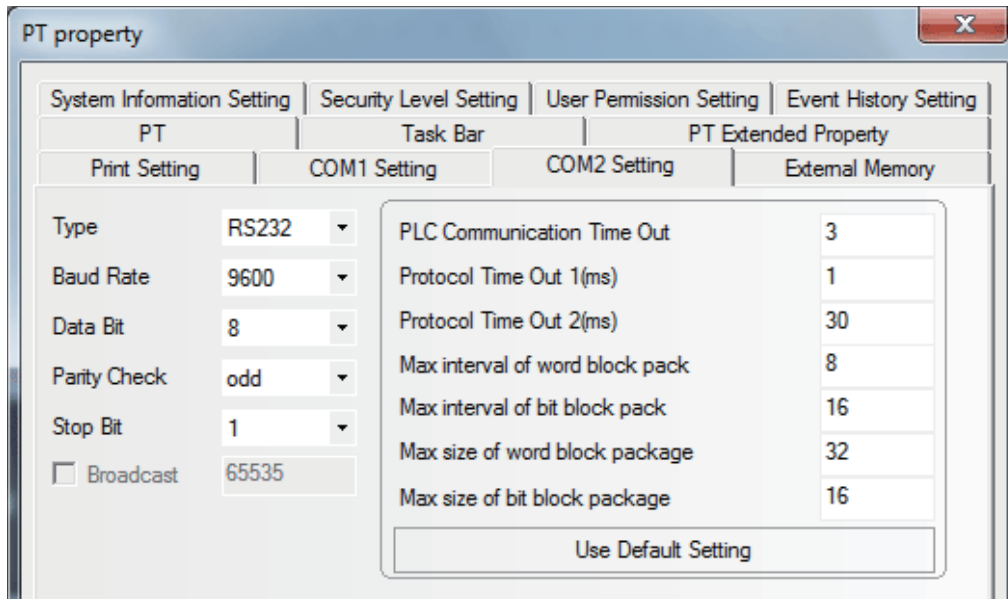 PT property
System Information Setting Security Level Setting User Permission Setting Event History Setting
PT Task Bar PT Extended Property
Print Setting COM1 Setting COM2 Setting External Memory
Type RS232
Baud Rate 9600
Data Bit 8
Parity Check odd
Stop Bit 1
Broadcast 65535
PLC Communication Time Out 3
Protocol Time Out 1(ms) 1
Protocol Time Out 2(ms) 30
Max interval of word block pack 8
Max interval of bit block pack 16
Max size of word block package 32
Max size of bit block package 16
Use Default Setting